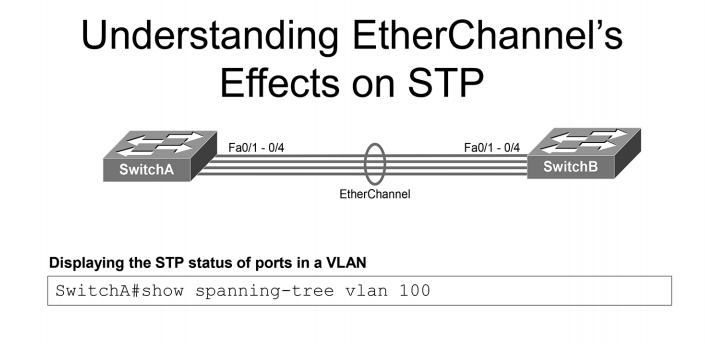 Understanding EtherChannel's
Effects on STP
Fa0/1 - 0/4
Fa0/1 - 0/4
SwitchA
SwitchB
EtherChannel
Displaying the STP status of ports in a VLAN
SwitchA#show spanning-tree vlan 100